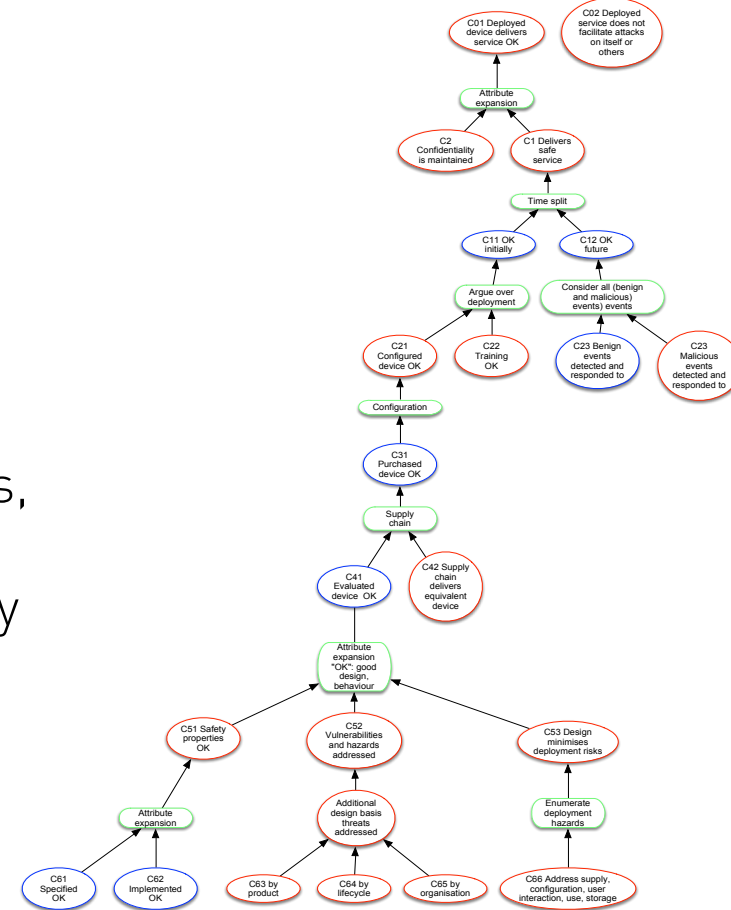 C01 Deployed
device delivers
service OK
C02 Deployed
service does not
facilitate attacks
on itself or
others
Attribute
expansion
C2
Confidentiality
is maintained
C1 Delivers
safe
service
Time split
C11 OK
initially
C12 OK
future
Argue over
deployment
Consider all (benign
and malicious)
events) events
C21
Configured
device OK
C22
Training
OK
C23 Benign
events
detected and
responded to
C23
Malicious
events
detected and
responded to
Configuration
C31
Purchased
device OK
s,
Supply
chain
C41
Evaluated
device OK
C42 Supply
chain
delivers
equivalent
device
y
Attribute
expansion
"OK": good
design,
behaviour
C51 Safety
properties
OK
C52
Vulnerabilities
and hazards
addressed
C53 Design
minimises
deployment risks
Attribute
expansion
Additional
design basis
threats
addressed
Enumerate
deployment
hazards
C61
Specified
OK
C62
Implemented
OK
C63 by
product
C64 by
lifecycle
C65 by
organisation
C66 Address supply,
configuration, user
interaction, use, storage